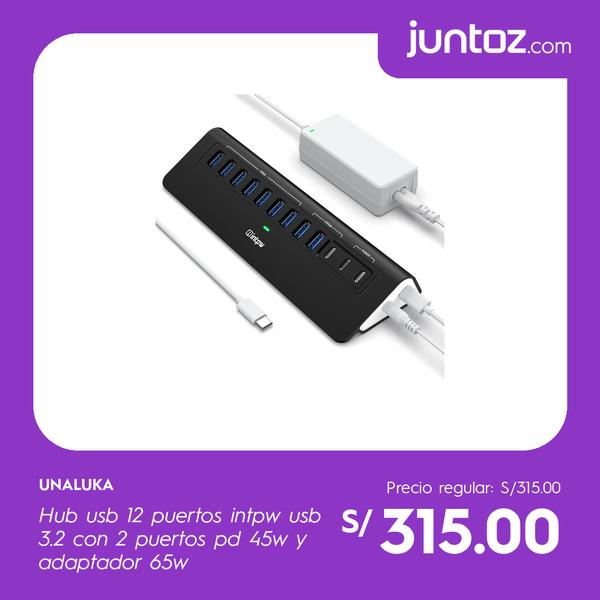 juntoz.com
intpw
UNALUKA
Hub usb 12 puertos intpw usb
3.2 con 2 puertos pd 45w y
adaptador 65w
Precio regular: S/315.00
S/ 315.00